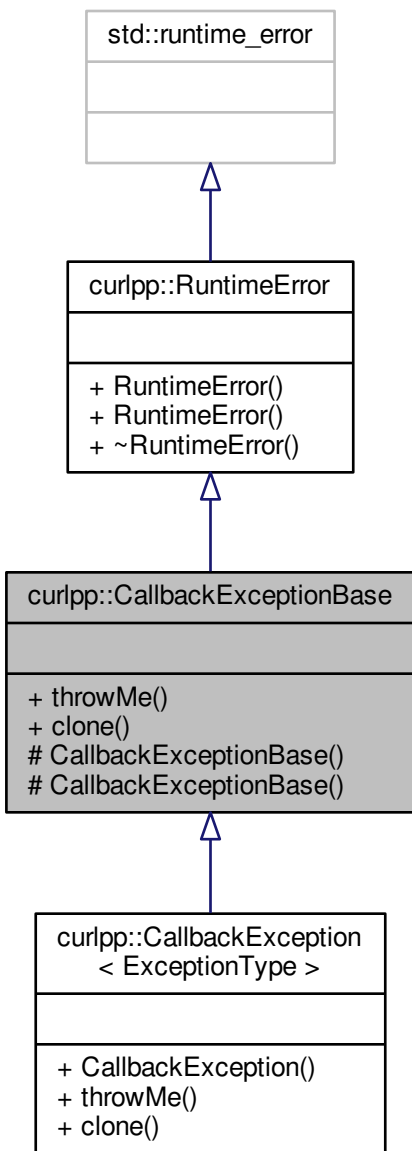 std::runtime_error
curlpp::RuntimeError
+ RuntimeError()
+ RuntimeError()
+ ~RuntimeError()
curlpp::CallbackExceptionBase
+ throwMe()
+ clone()
# CallbackExceptionBase()
# CallbackExceptionBase()
curlpp::CallbackException
< ExceptionType >
+ CallbackException()
+ throwMe()
+ clone()